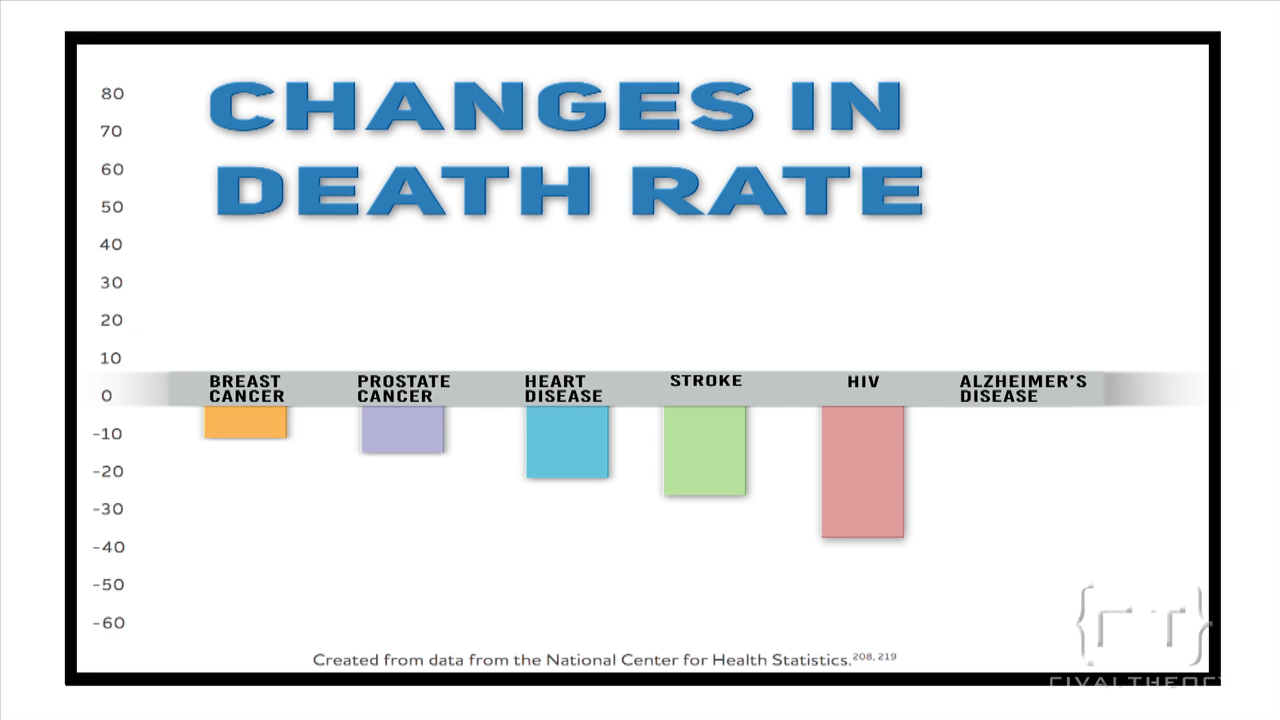 CHANGES IN
DEATH RATE
80
70
60
50
40
30
20
10
0
-10
-20
-30
-40
-50
-60
BREAST
CANCER
PROSTATE
CANCER
HEART
DISEASE
STROKE
HIV
ALZHEIMER'S
DISEASE
Created from data from the National Center for Health Statistics.208, 219
{rT}
RIVALTHEORY